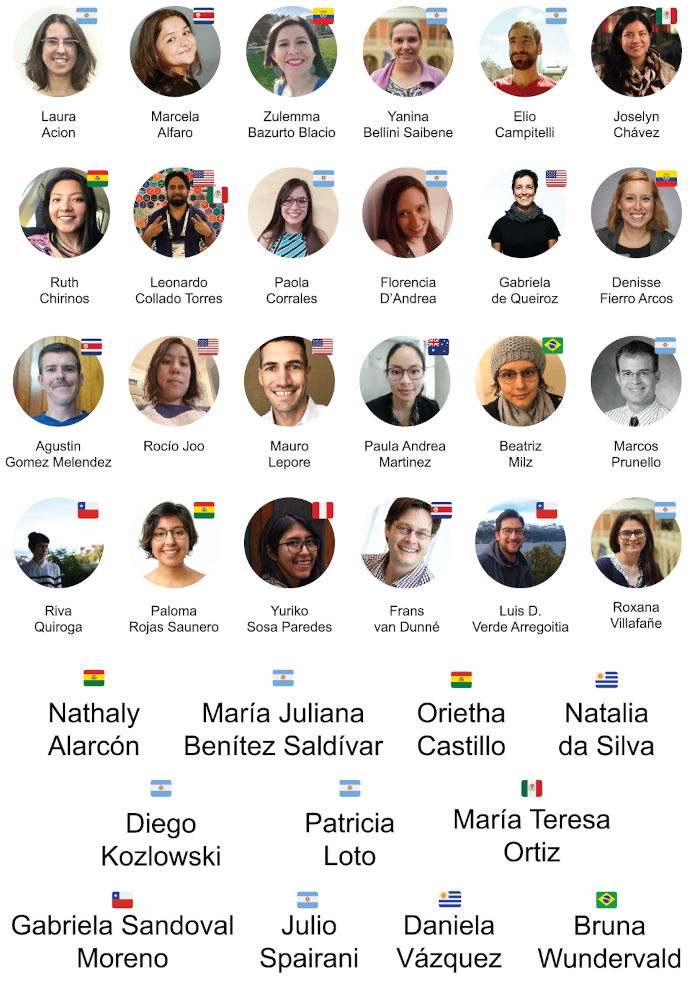 Laura
Acion
Marcela
Alfaro
Zulemma
Bazurto Blacio
Yanina
Bellini Saibene
Elio
Campitelli
Joselyn
Chávez
Ruth
Chirinos
Leonardo
Collado Torres
Paola
Corrales
Florencia
D'Andrea
Gabriela
de Queiroz
Denisse
Fierro Arcos
Agustin
Gomez Melendez
Rocío Joo
Mauro
Lepore
Paula Andrea
Martinez
Beatriz
Milz
Marcos
Prunello
Riva
Quiroga
Paloma
Rojas Saunero
Yuriko
Sosa Paredes
Frans
van Dunné
Luis D.
Verde Arregoitia
Roxana
Villafañe
Nathaly
Alarcón
María Juliana
Benítez Saldívar
Orietha
Castillo
Natalia
da Silva
Diego
Kozlowski
Patricia
Loto
María Teresa
Ortiz
Gabriela Sandoval
Moreno
Julio
Spairani
Daniela
Vázquez
Bruna
Wundervald